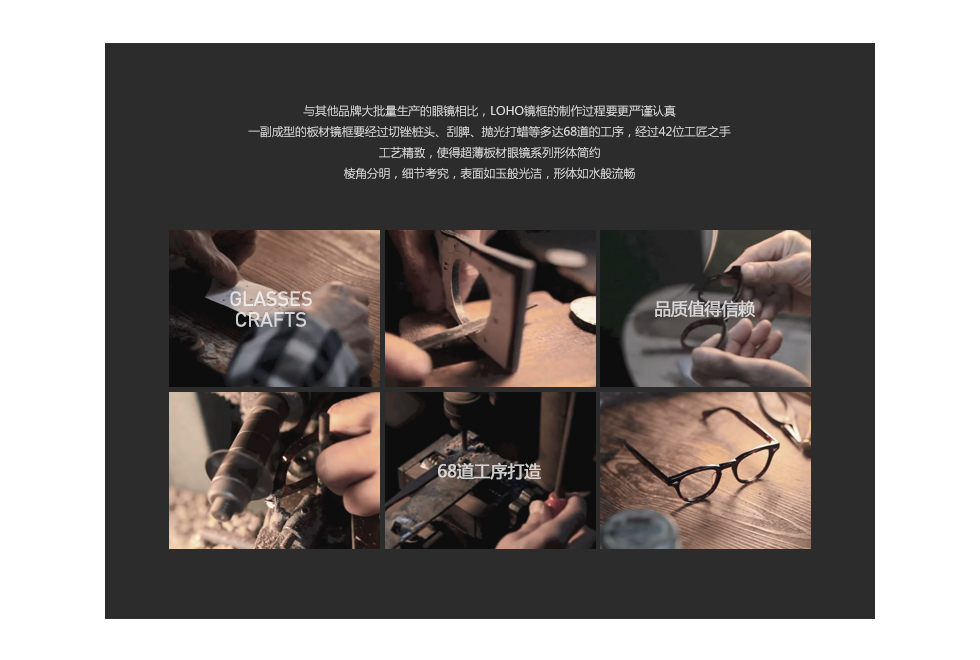 与其他品牌大批量生产的眼镜相比，LOHO镜框的制作过程要更严谨认真
一副成型的板材镜框要经过切锉桩头、刮脾、抛光打蜡等多达68道的工序，经过42位工匠之手
工艺精致，使得超薄板材眼镜系列形体简约
棱角分明，细节考究，表面如玉般光洁，形体如水般流畅
GLASSES
CRAFTS
品质值得信赖
68道工序打造